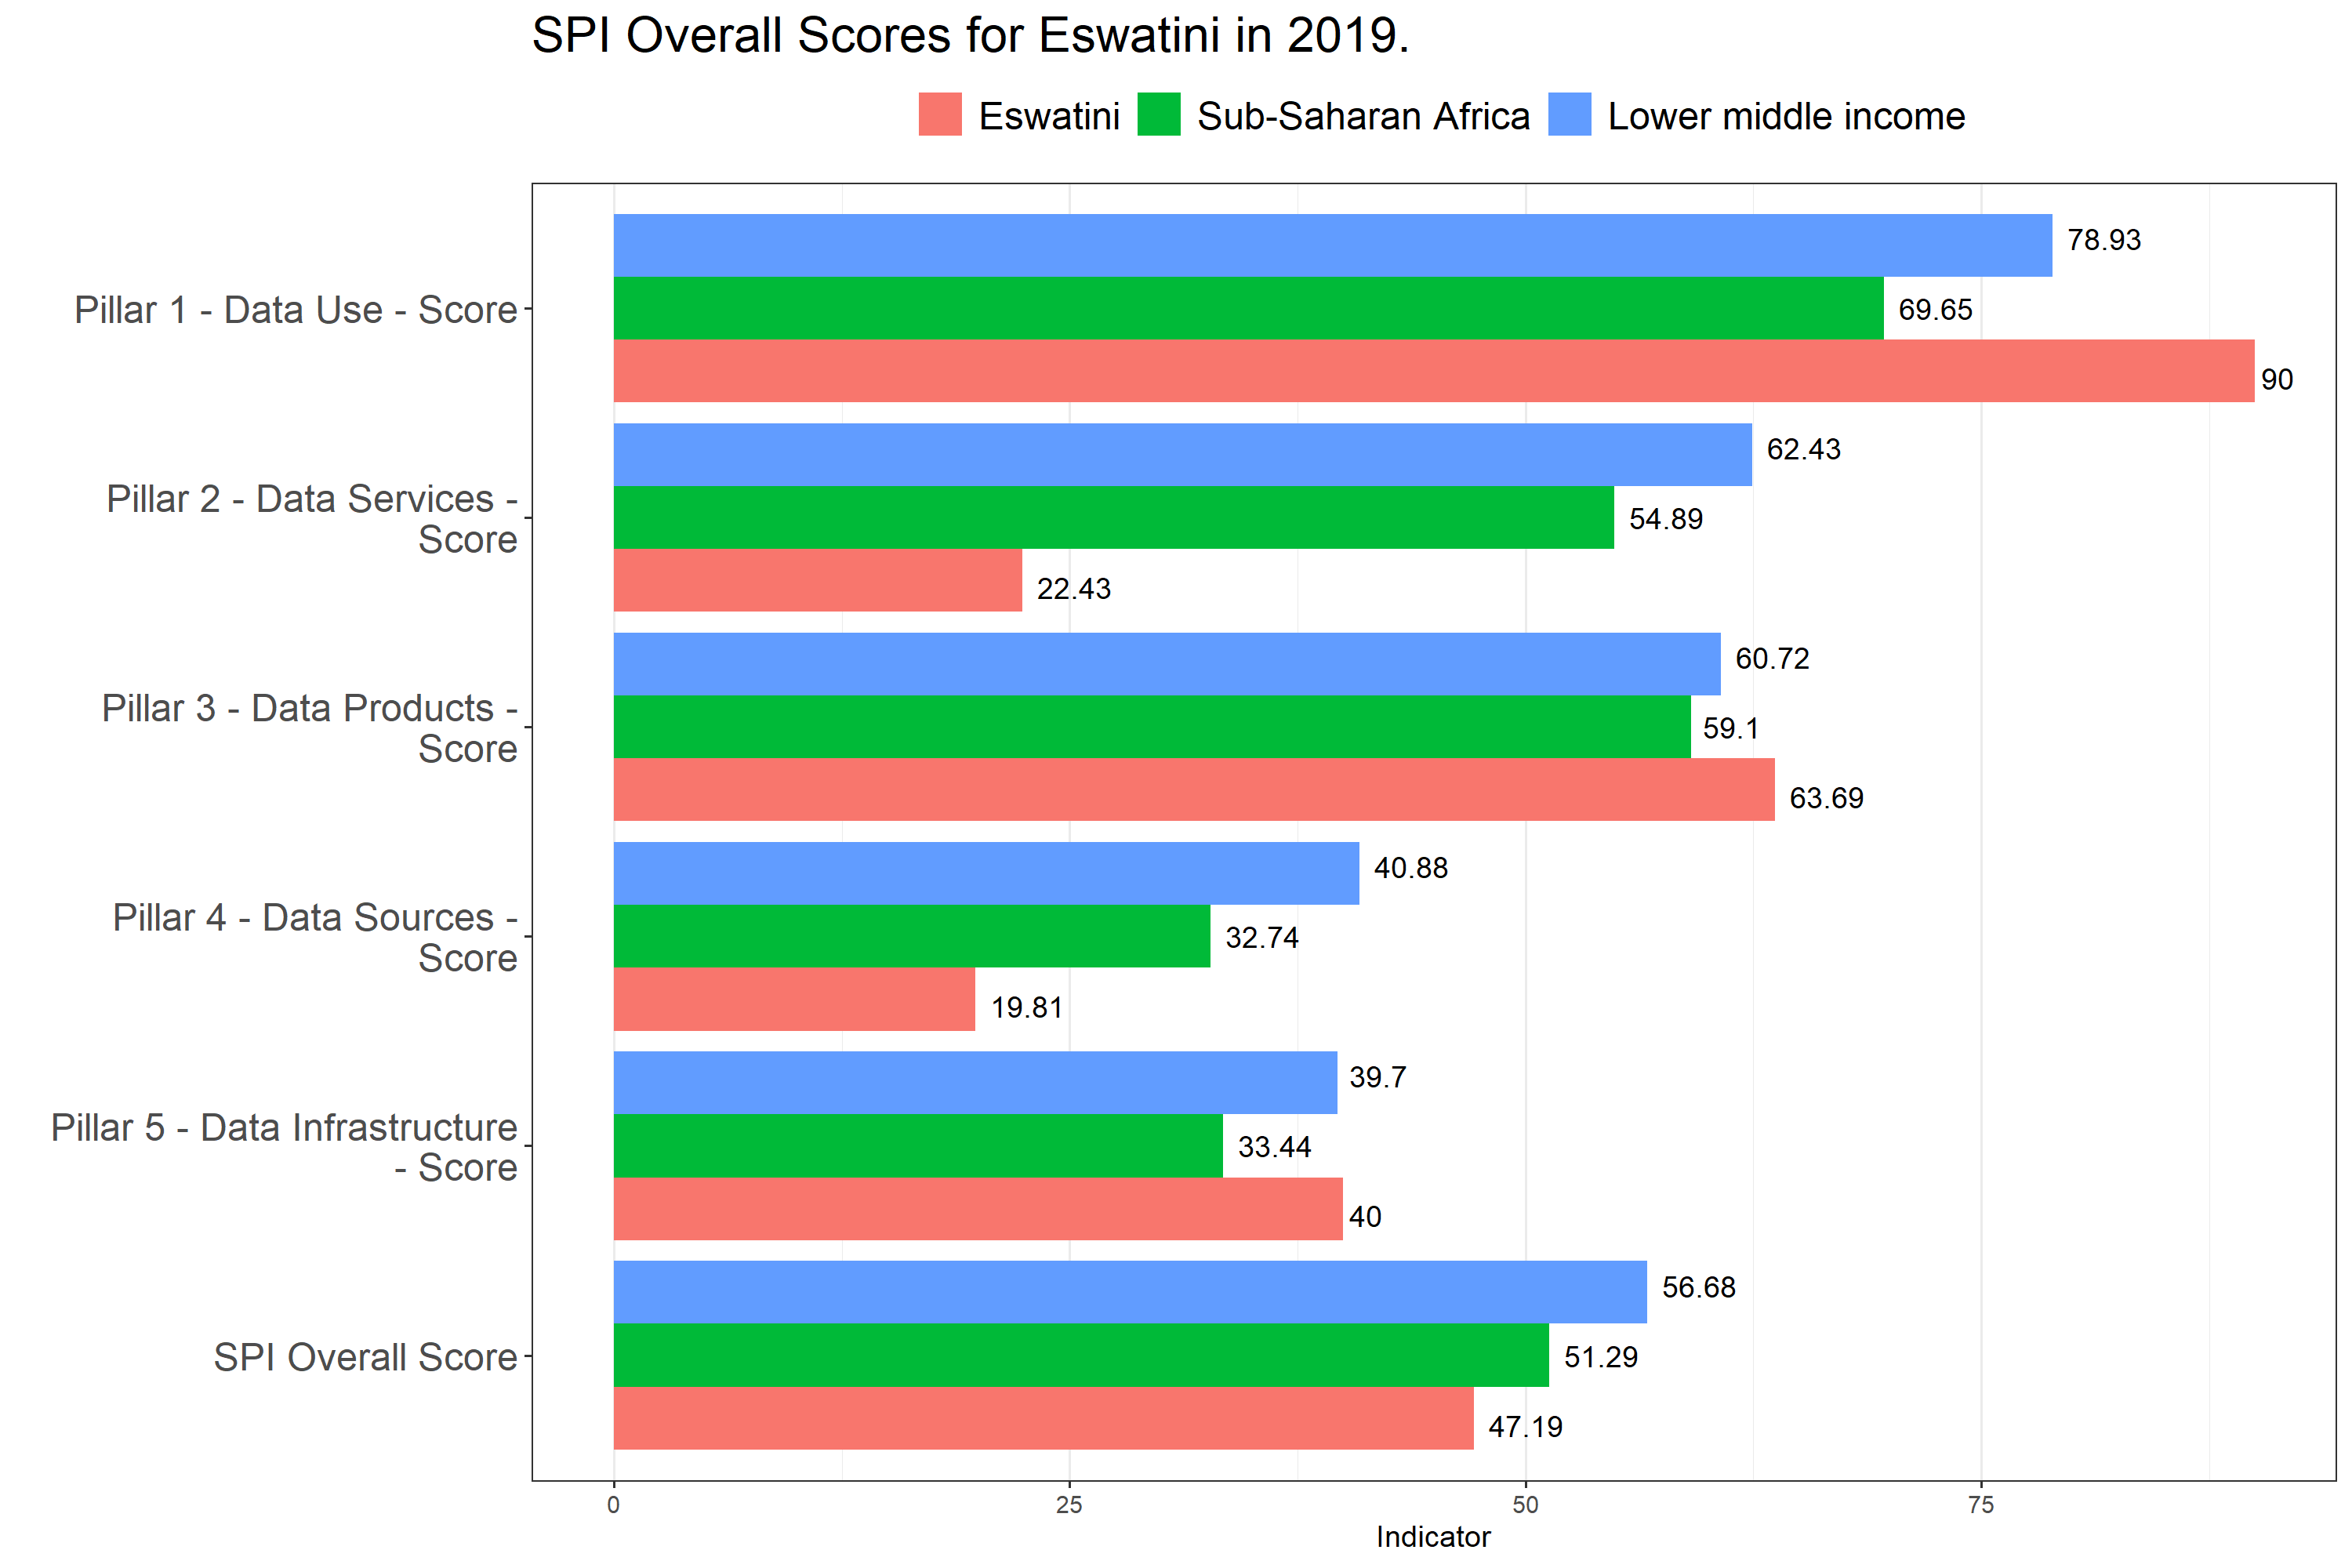 SPI Overall Scores for Eswatini in 2019.
Eswatini Sub-Saharan Africa Lower middle income
Pillar 1 - Data Use - Score
78.93
69.65
90
Pillar 2 - Data Services -
Score
62.43
54.89
22.43
Pillar 3 - Data Products -
Score
60.72
59.1
63.69
Pillar 4 - Data Sources -
Score
40.88
32.74
19.81
Pillar 5 - Data Infrastructure
- Score
39.7
33.44
40
SPI Overall Score
56.68
51.29
47.19
0 25 50 75
Indicator